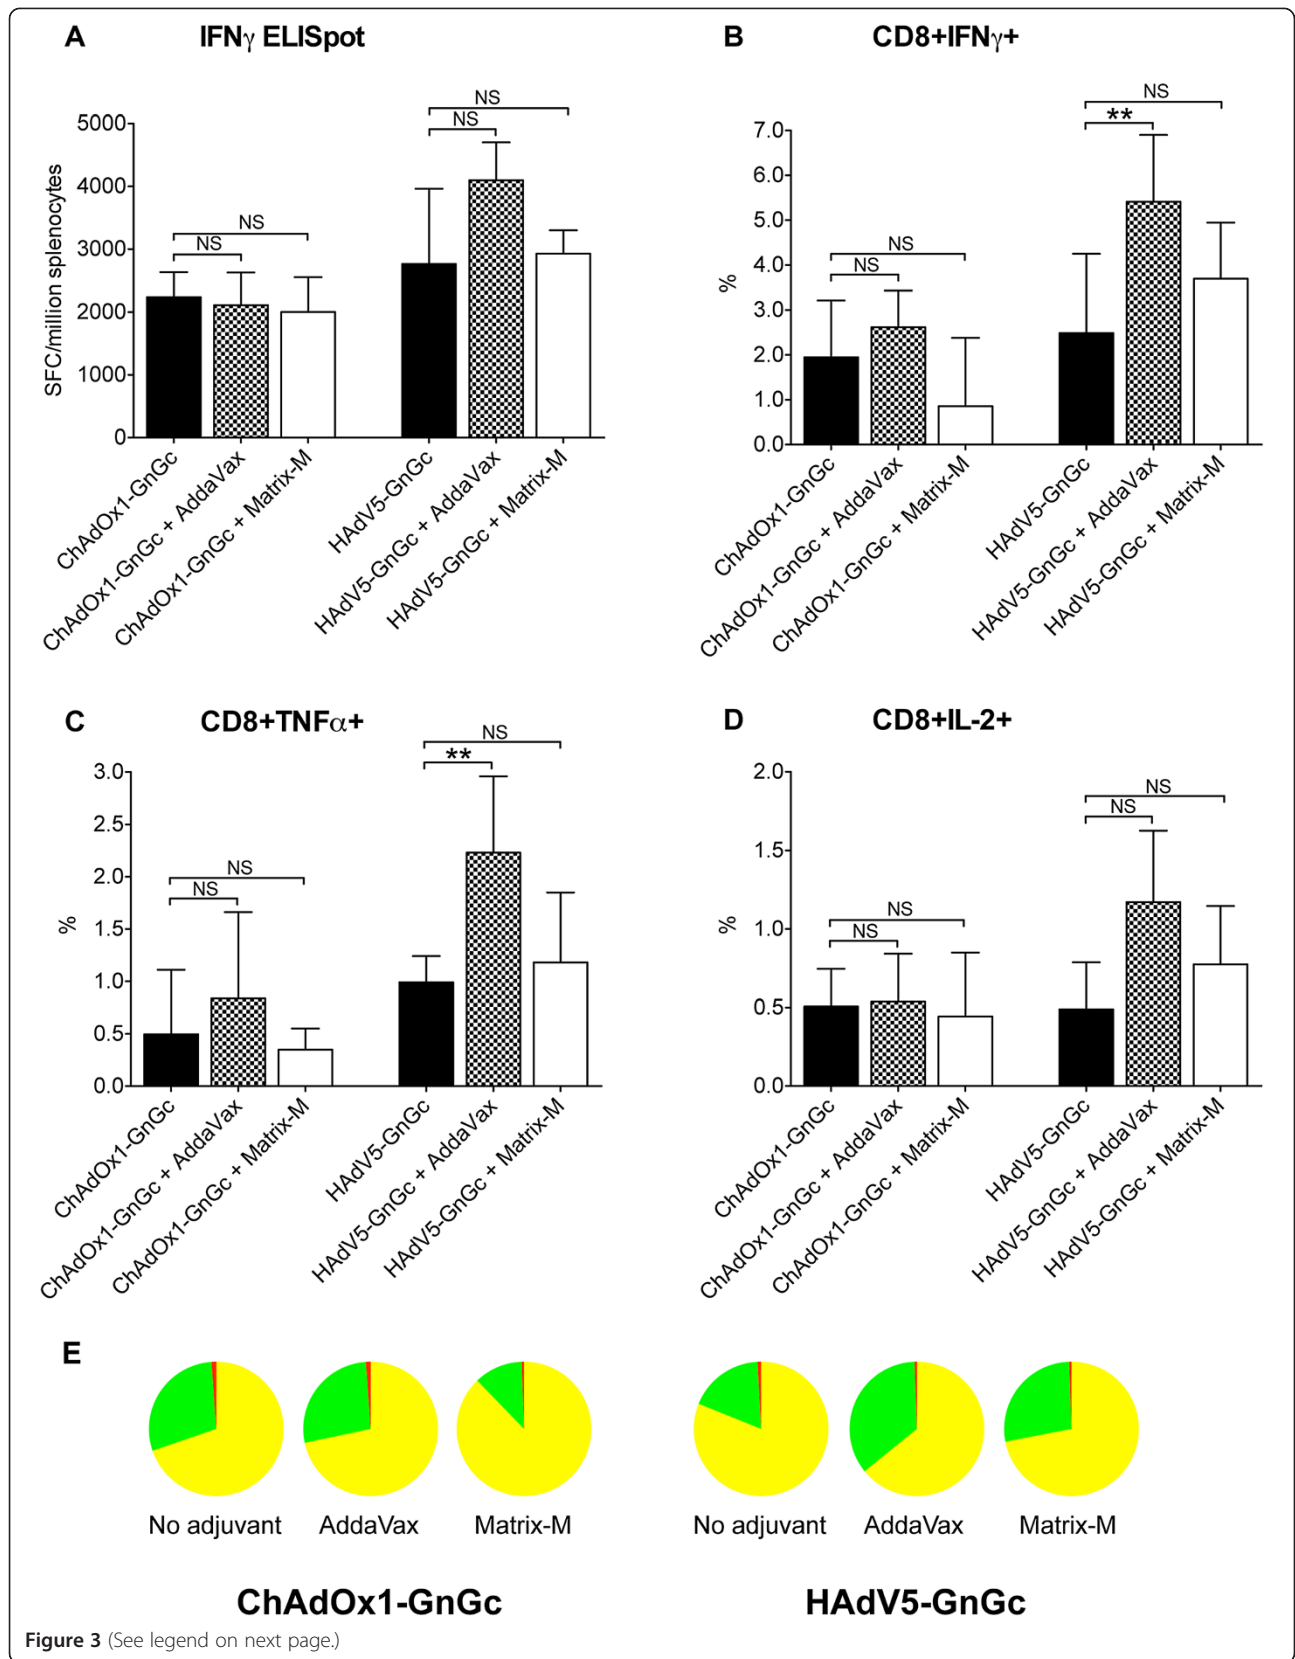 A IFNγ ELISpot
SFC/million splenocytes
5000
4000
3000
2000
1000
0
NS
NS
NS
NS
ChAdOx1-GnGc
ChAdOx1-GnGc + AddaVax
ChAdOx1-GnGc + Matrix-M
HAdV5-GnGc
HAdV5-GnGc + AddaVax
HAdV5-GnGc + Matrix-M
B CD8+IFNγ+
%
7.0
6.0
5.0
4.0
3.0
2.0
1.0
0.0
NS
NS
NS
**
ChAdOx1-GnGc
ChAdOx1-GnGc + AddaVax
ChAdOx1-GnGc + Matrix-M
HAdV5-GnGc
HAdV5-GnGc + AddaVax
HAdV5-GnGc + Matrix-M
C CD8+TNFα+
%
3.0
2.5
2.0
1.5
1.0
0.5
0.0
NS
NS
NS
**
ChAdOx1-GnGc
ChAdOx1-GnGc + AddaVax
ChAdOx1-GnGc + Matrix-M
HAdV5-GnGc
HAdV5-GnGc + AddaVax
HAdV5-GnGc + Matrix-M
D CD8+IL-2+
%
2.0
1.5
1.0
0.5
0.0
NS
NS
NS
NS
ChAdOx1-GnGc
ChAdOx1-GnGc + AddaVax
ChAdOx1-GnGc + Matrix-M
HAdV5-GnGc
HAdV5-GnGc + AddaVax
HAdV5-GnGc + Matrix-M
E
No adjuvant AddaVax Matrix-M No adjuvant AddaVax Matrix-M
ChAdOx1-GnGc HAdV5-GnGc
Figure 3 (See legend on next page.)